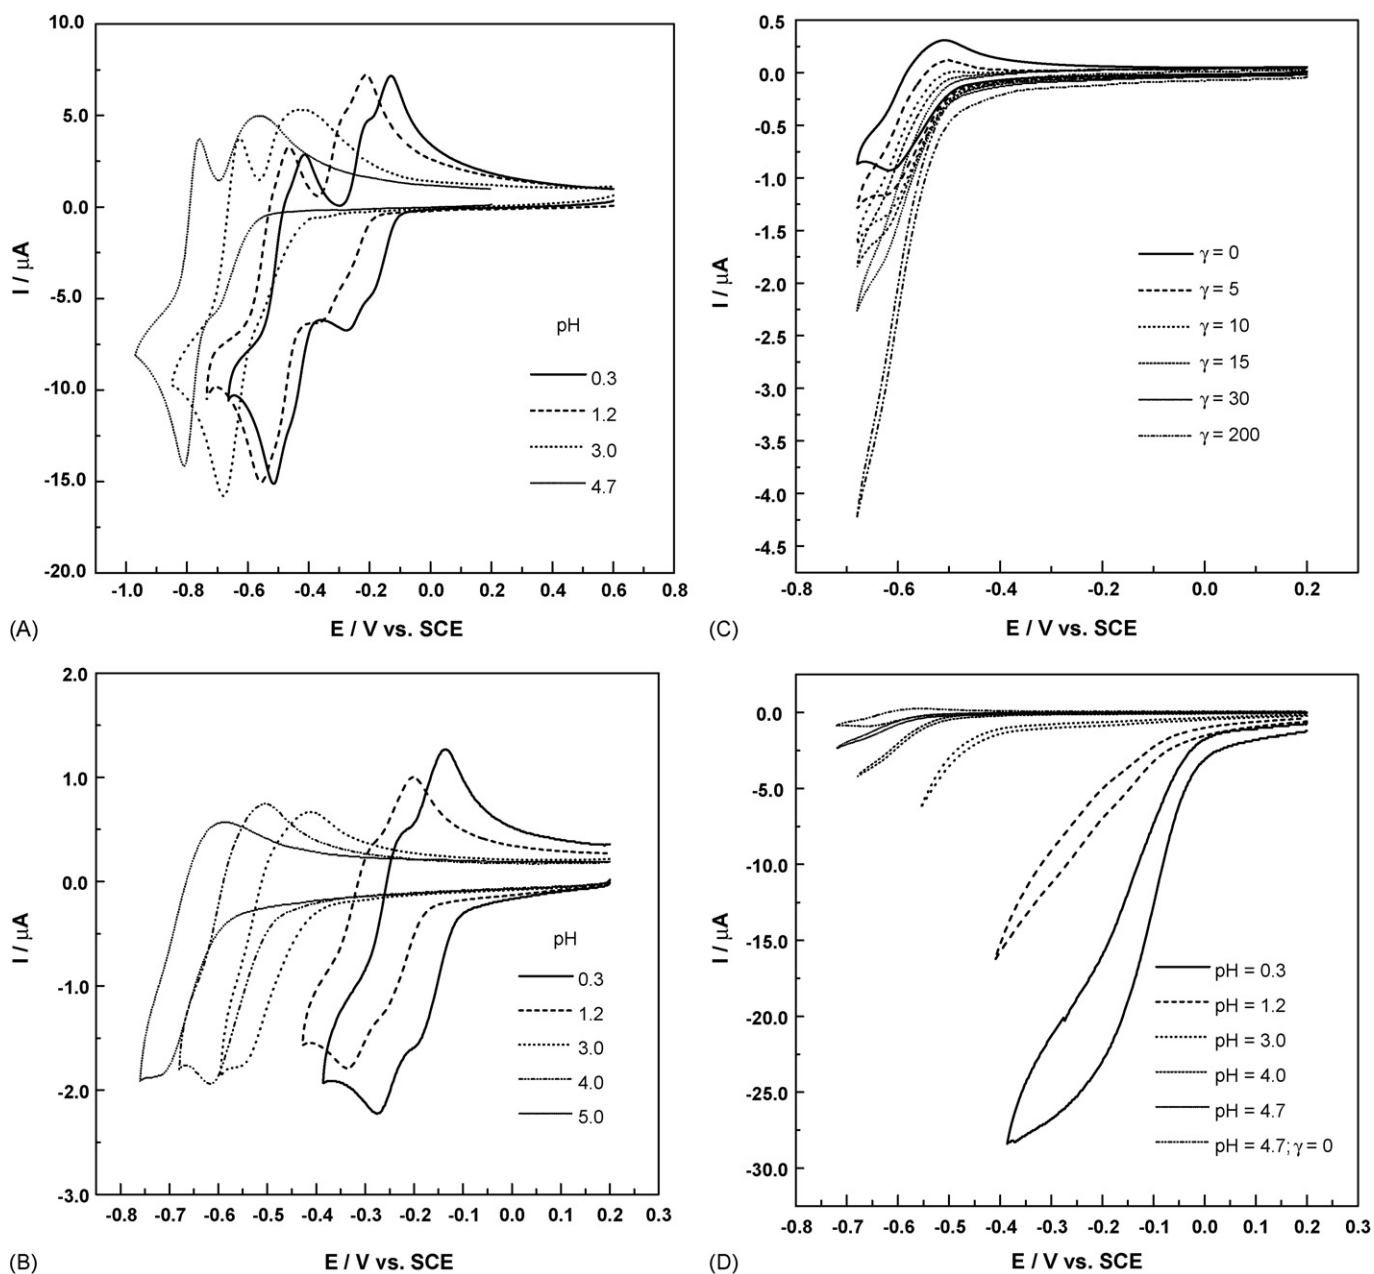 10.0
5.0
0.0
-5.0
-10.0
-15.0
-20.0
I / µA
pH
0.3
1.2
3.0
4.7
-1.0 -0.8 -0.6 -0.4 -0.2 0.0 0.2 0.4 0.6 0.8
E / V vs. SCE
(A)
0.5
0.0
-0.5
-1.0
-1.5
-2.0
-2.5
-3.0
-3.5
-4.0
-4.5
I / µA
γ = 0
γ = 5
γ = 10
γ = 15
γ = 30
γ = 200
-0.8 -0.6 -0.4 -0.2 0.0 0.2
E / V vs. SCE
(C)
2.0
1.0
0.0
-1.0
-2.0
-3.0
I / µA
pH
0.3
1.2
3.0
4.0
5.0
-0.8 -0.7 -0.6 -0.5 -0.4 -0.3 -0.2 -0.1 0.0 0.1 0.2 0.3
E / V vs. SCE
(B)
0.0
-5.0
-10.0
-15.0
-20.0
-25.0
-30.0
I / µA
pH = 0.3
pH = 1.2
pH = 3.0
pH = 4.0
pH = 4.7
pH = 4.7; γ = 0
-0.8 -0.7 -0.6 -0.5 -0.4 -0.3 -0.2 -0.1 0.0 0.1 0.2 0.3
E / V vs. SCE
(D)